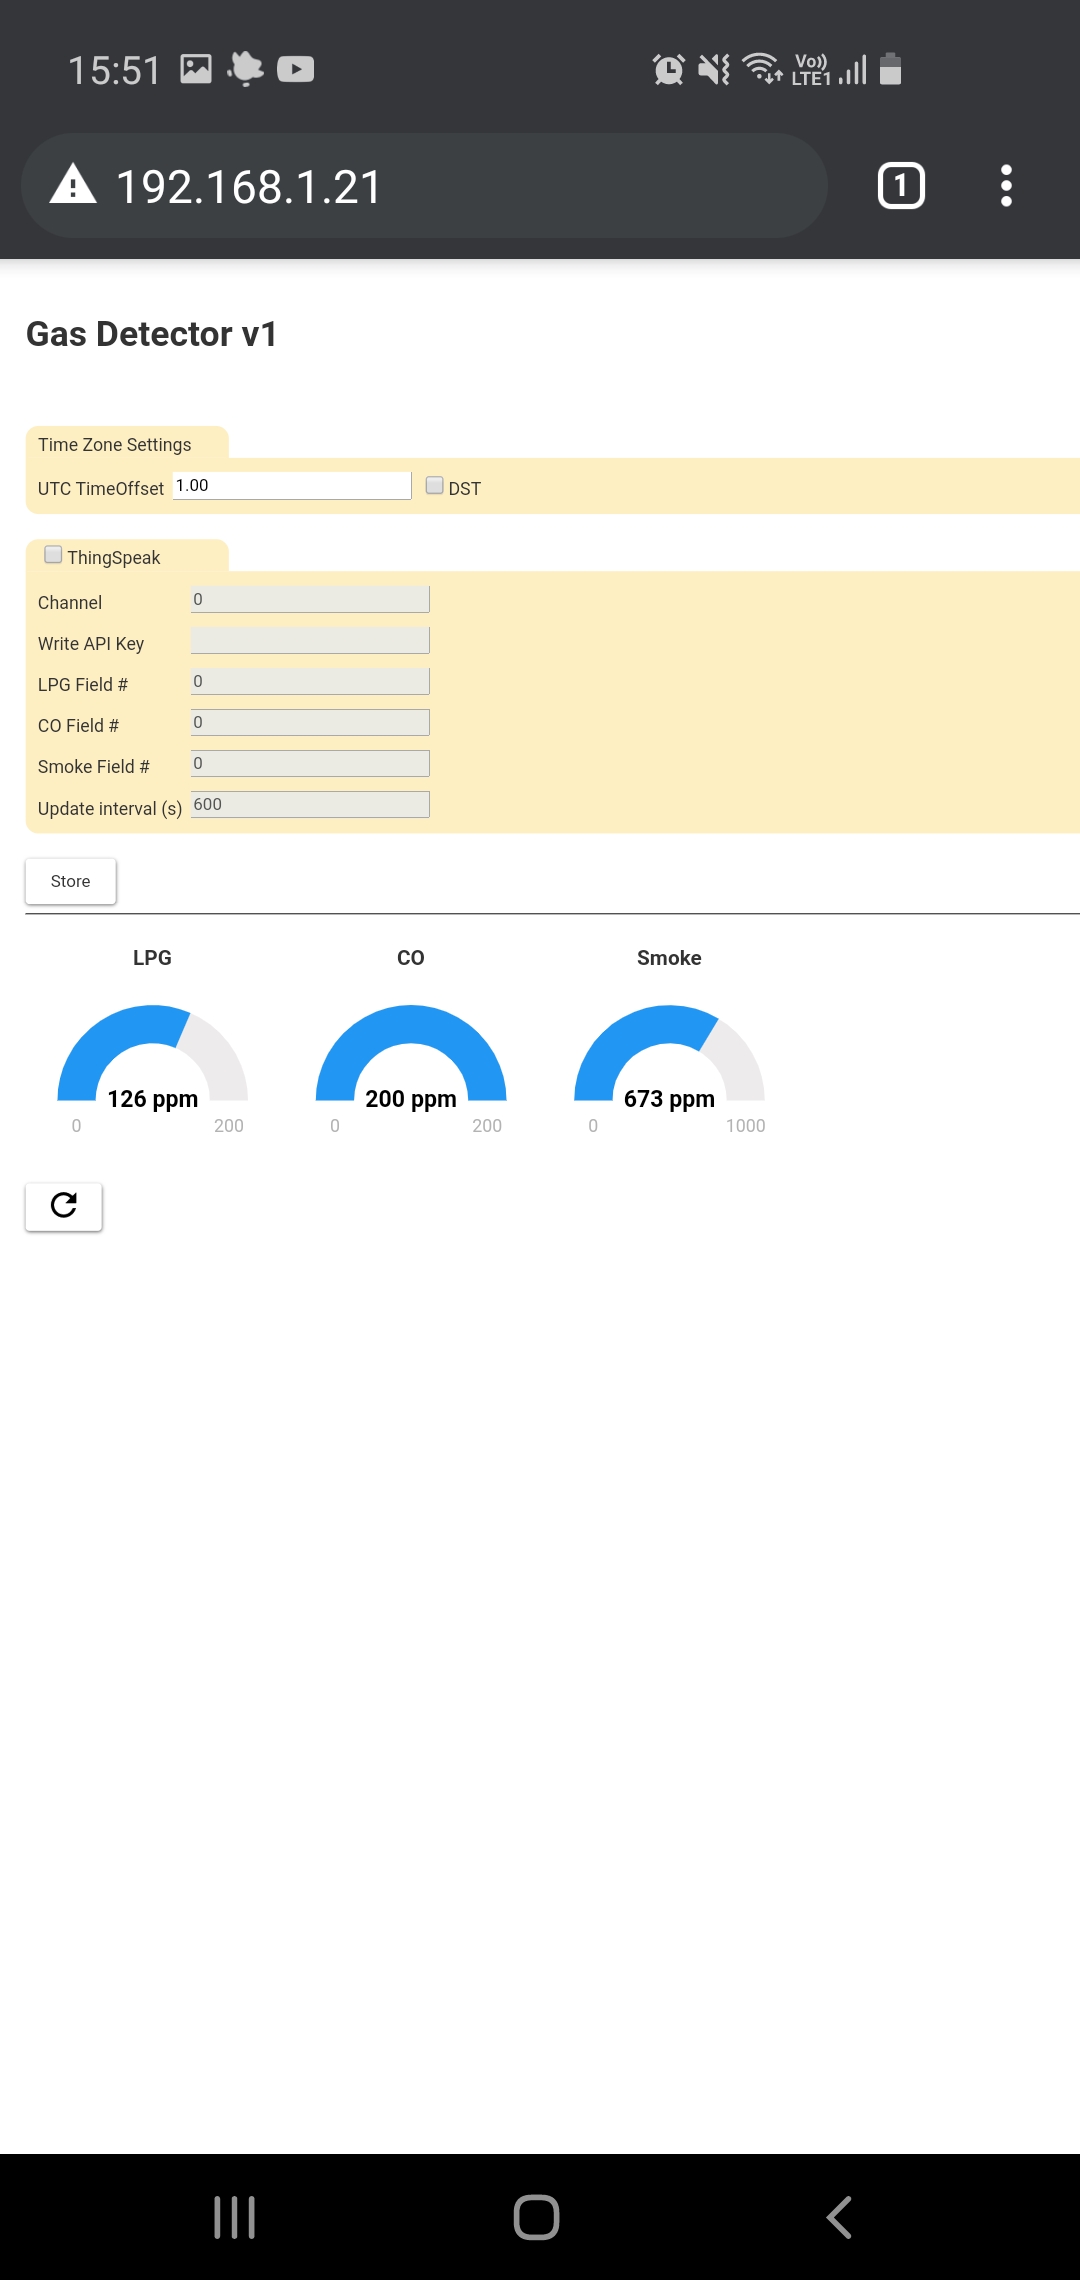 15:51 Vo)) LTE1
192.168.1.21 1
Gas Detector v1
Time Zone Settings
UTC TimeOffset 1.00 DST
ThingSpeak
Channel 0
Write API Key
LPG Field # 0
CO Field # 0
Smoke Field # 0
Update interval (s) 600
Store
LPG CO Smoke
126 ppm 200 ppm 673 ppm
0 200 0 200 0 1000